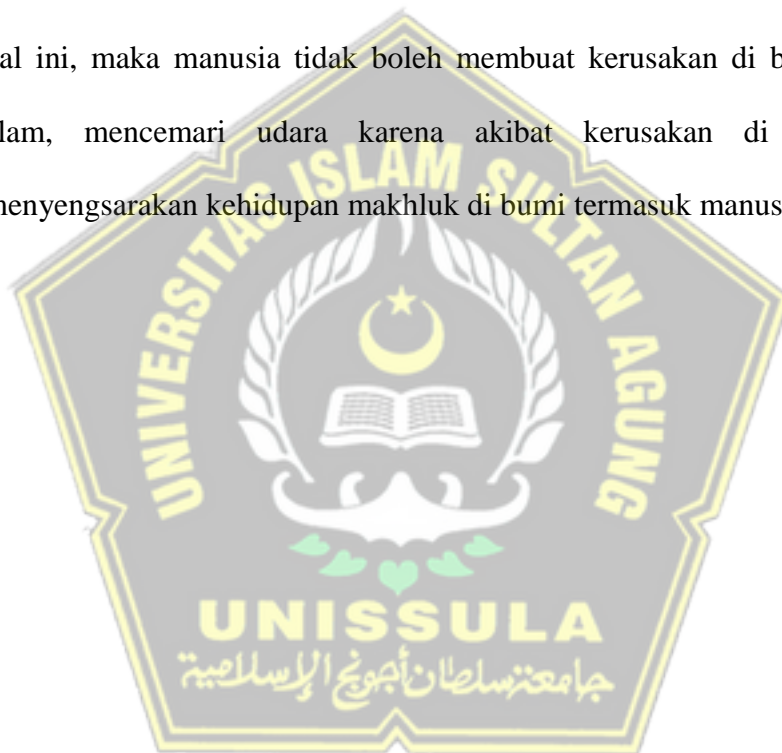 al ini, maka manusia tidak boleh membuat kerusakan di b
lam, mencemari udara karena akibat kerusakan di
menyengsarakan kehidupan makhluk di bumi termasuk manus
UNIVERSITAS ISLAM SULTAN AGUNG
UNISSULA
جامعة سلطان أجونج الإسلامية